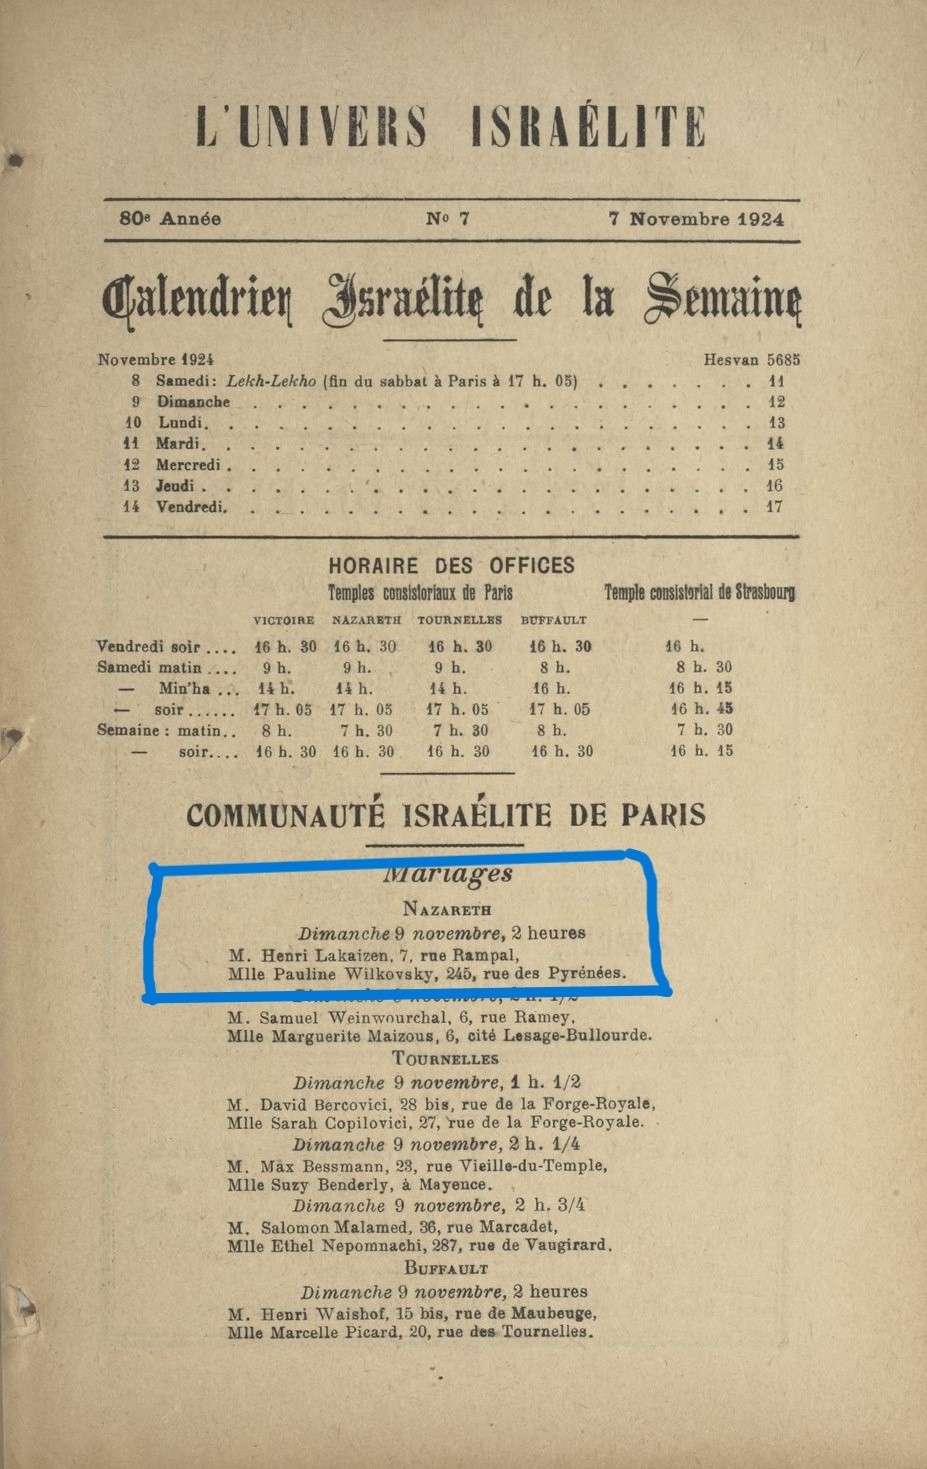 L'UNIVERS ISRAÉLITE
80e Année No 7 7 Novembre 1924
Calendrier Israélite de la Semaine
Novembre 1924 Hesvan 5685
8 Samedi: Lekh-Lekho (fin du sabbat à Paris à 17 h. 05) . . . . . . . 11
9 Dimanche . . . . . . . . . . . . . . . . . . . . . 12
10 Lundi. . . . . . . . . . . . . . . . . . . . . . . 13
11 Mardi. . . . . . . . . . . . . . . . . . . . . . . 14
12 Mercredi . . . . . . . . . . . . . . . . . . . . . . 15
13 Jeudi . . . . . . . . . . . . . . . . . . . . . . . 16
14 Vendredi. . . . . . . . . . . . . . . . . . . . . . 17
HORAIRE DES OFFICES
Temples consistoriaux de Paris Temple consistorial de Strasbourg
VICTOIRE NAZARETH TOURNELLES BUFFAULT —
Vendredi soir .... 16 h. 30 16 h. 30 16 h. 30 16 h. 30 16 h.
Samedi matin .... 9 h. 9 h. 9 h. 8 h. 8 h. 30
— Min'ha ... 14 h. 14 h. 14 h. 16 h. 16 h. 15
— soir ...... 17 h. 05 17 h. 05 17 h. 05 17 h. 05 16 h. 45
Semaine : matin.. 8 h. 7 h. 30 7 h. 30 8 h. 7 h. 30
— soir.... 16 h. 30 16 h. 30 16 h. 30 16 h. 30 16 h. 15
COMMUNAUTÉ ISRAÉLITE DE PARIS
Mariages
NAZARETH
Dimanche 9 novembre, 2 heures
M. Henri Lakaizen, 7, rue Rampal,
Mlle Pauline Wilkovsky, 245, rue des Pyrénées.
Dimanche 9 novembre, 2 h. 1/2
M. Samuel Weinwourchal, 6, rue Ramey,
Mlle Marguerite Maizous, 6, cité Lesage-Bullourde.
TOURNELLES
Dimanche 9 novembre, 1 h. 1/2
M. David Bercovici, 28 bis, rue de la Forge-Royale,
Mlle Sarah Copilovici, 27, rue de la Forge-Royale.
Dimanche 9 novembre, 2 h. 1/4
M. Max Bessmann, 23, rue Vieille-du-Temple,
Mlle Suzy Benderly, à Mayence.
Dimanche 9 novembre, 2 h. 3/4
M. Salomon Malamed, 36, rue Marcadet,
Mlle Ethel Nepomnachi, 287, rue de Vaugirard.
BUFFAULT
Dimanche 9 novembre, 2 heures
M. Henri Waishof, 15 bis, rue de Maubeuge,
Mlle Marcelle Picard, 20, rue des Tournelles.